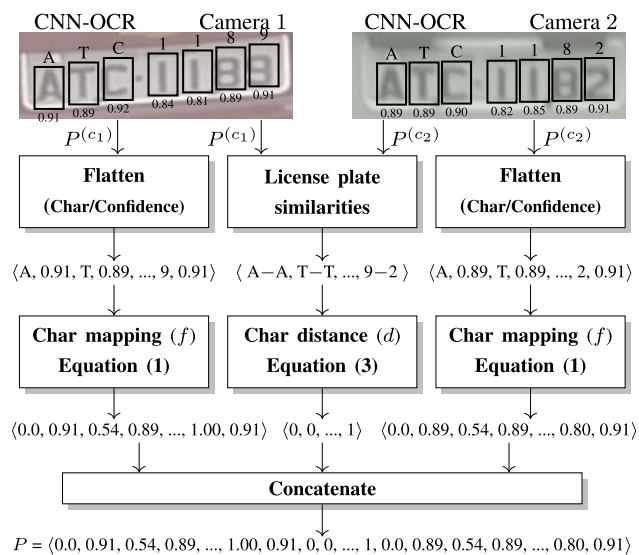 CNN-OCR Camera 1 CNN-OCR Camera 2
A T C 1 1 8 9 A T C 1 1 8 2
ATC·1183 ATC·1182
0.91 0.89 0.92 0.84 0.81 0.89 0.91 0.89 0.89 0.90 0.82 0.85 0.89 0.91
P^(c₁) P^(c₁) P^(c₂) P^(c₂)
Flatten License plate Flatten
(Char/Confidence) similarities (Char/Confidence)
⟨A, 0.91, T, 0.89, ..., 9, 0.91⟩ ⟨ A−A, T−T, ..., 9−2 ⟩ ⟨A, 0.89, T, 0.89, ..., 2, 0.91⟩
Char mapping (f) Char distance (d) Char mapping (f)
Equation (1) Equation (3) Equation (1)
⟨0.0, 0.91, 0.54, 0.89, ..., 1.00, 0.91⟩ ⟨0, 0, ..., 1⟩ ⟨0.0, 0.89, 0.54, 0.89, ..., 0.80, 0.91⟩
Concatenate
P = ⟨0.0, 0.91, 0.54, 0.89, ..., 1.00, 0.91, 0, 0, ..., 1, 0.0, 0.89, 0.54, 0.89, ..., 0.80, 0.91⟩